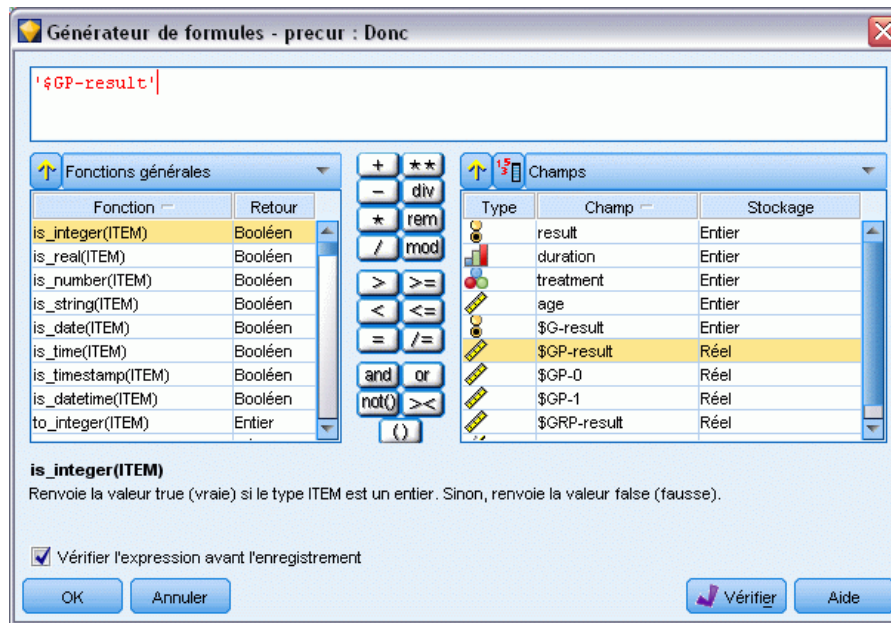 Générateur de formules - precur : Donc
'$GP-result'
Fonctions générales
Fonction Retour
is_integer(ITEM) Booléen
is_real(ITEM) Booléen
is_number(ITEM) Booléen
is_string(ITEM) Booléen
is_date(ITEM) Booléen
is_time(ITEM) Booléen
is_timestamp(ITEM) Booléen
is_datetime(ITEM) Booléen
to_integer(ITEM) Entier
+ **
- div
* rem
/ mod
> >=
< <=
= /=
and or
not() ><
()
Champs
Type Champ Stockage
result Entier
duration Entier
treatment Entier
age Entier
$G-result Entier
$GP-result Réel
$GP-0 Réel
$GP-1 Réel
$GRP-result Réel
is_integer(ITEM)
Renvoie la valeur true (vraie) si le type ITEM est un entier. Sinon, renvoie la valeur false (fausse).
Vérifier l'expression avant l'enregistrement
OK Annuler Vérifier Aide